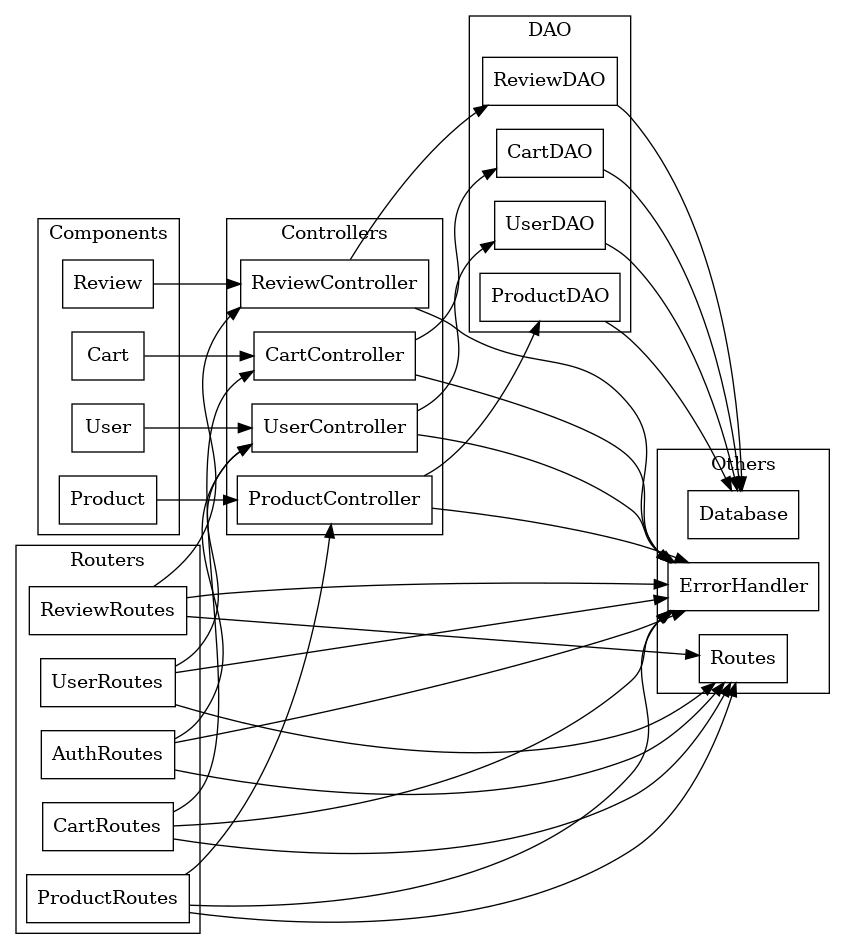 DAO
ReviewDAO
CartDAO
UserDAO
ProductDAO
Components
Review
Cart
User
Product
Controllers
ReviewController
CartController
UserController
ProductController
Others
Database
ErrorHandler
Routes
Routers
ReviewRoutes
UserRoutes
AuthRoutes
CartRoutes
ProductRoutes